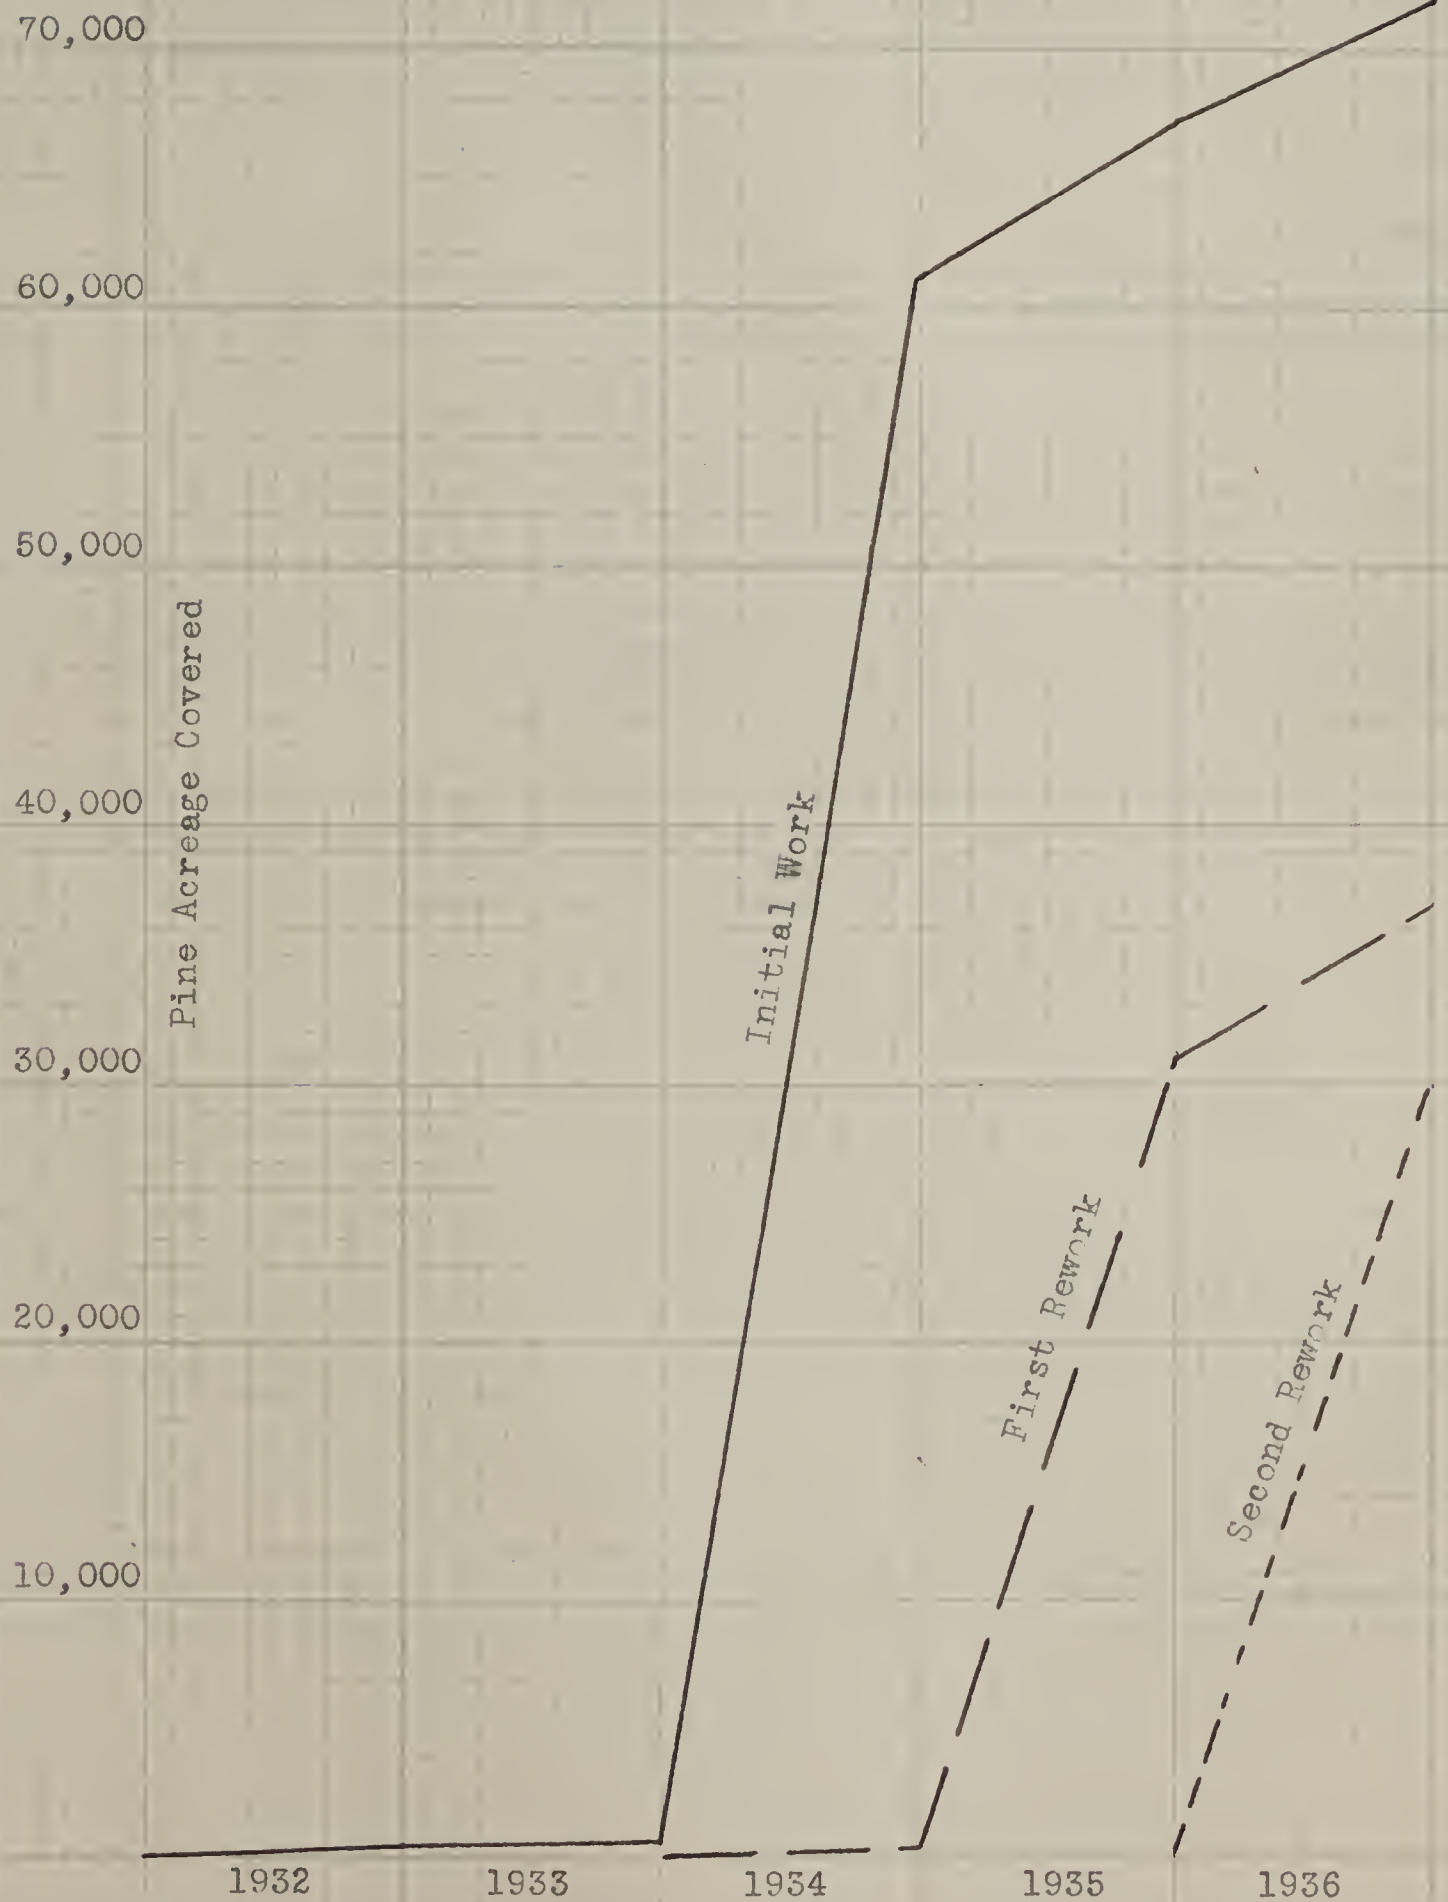 70,000
60,000
50,000
Pine Acreage Covered
40,000
Initial Work
30,000
First Rework
Second Rework
20,000
10,000
1932 1933 1934 1935 1936